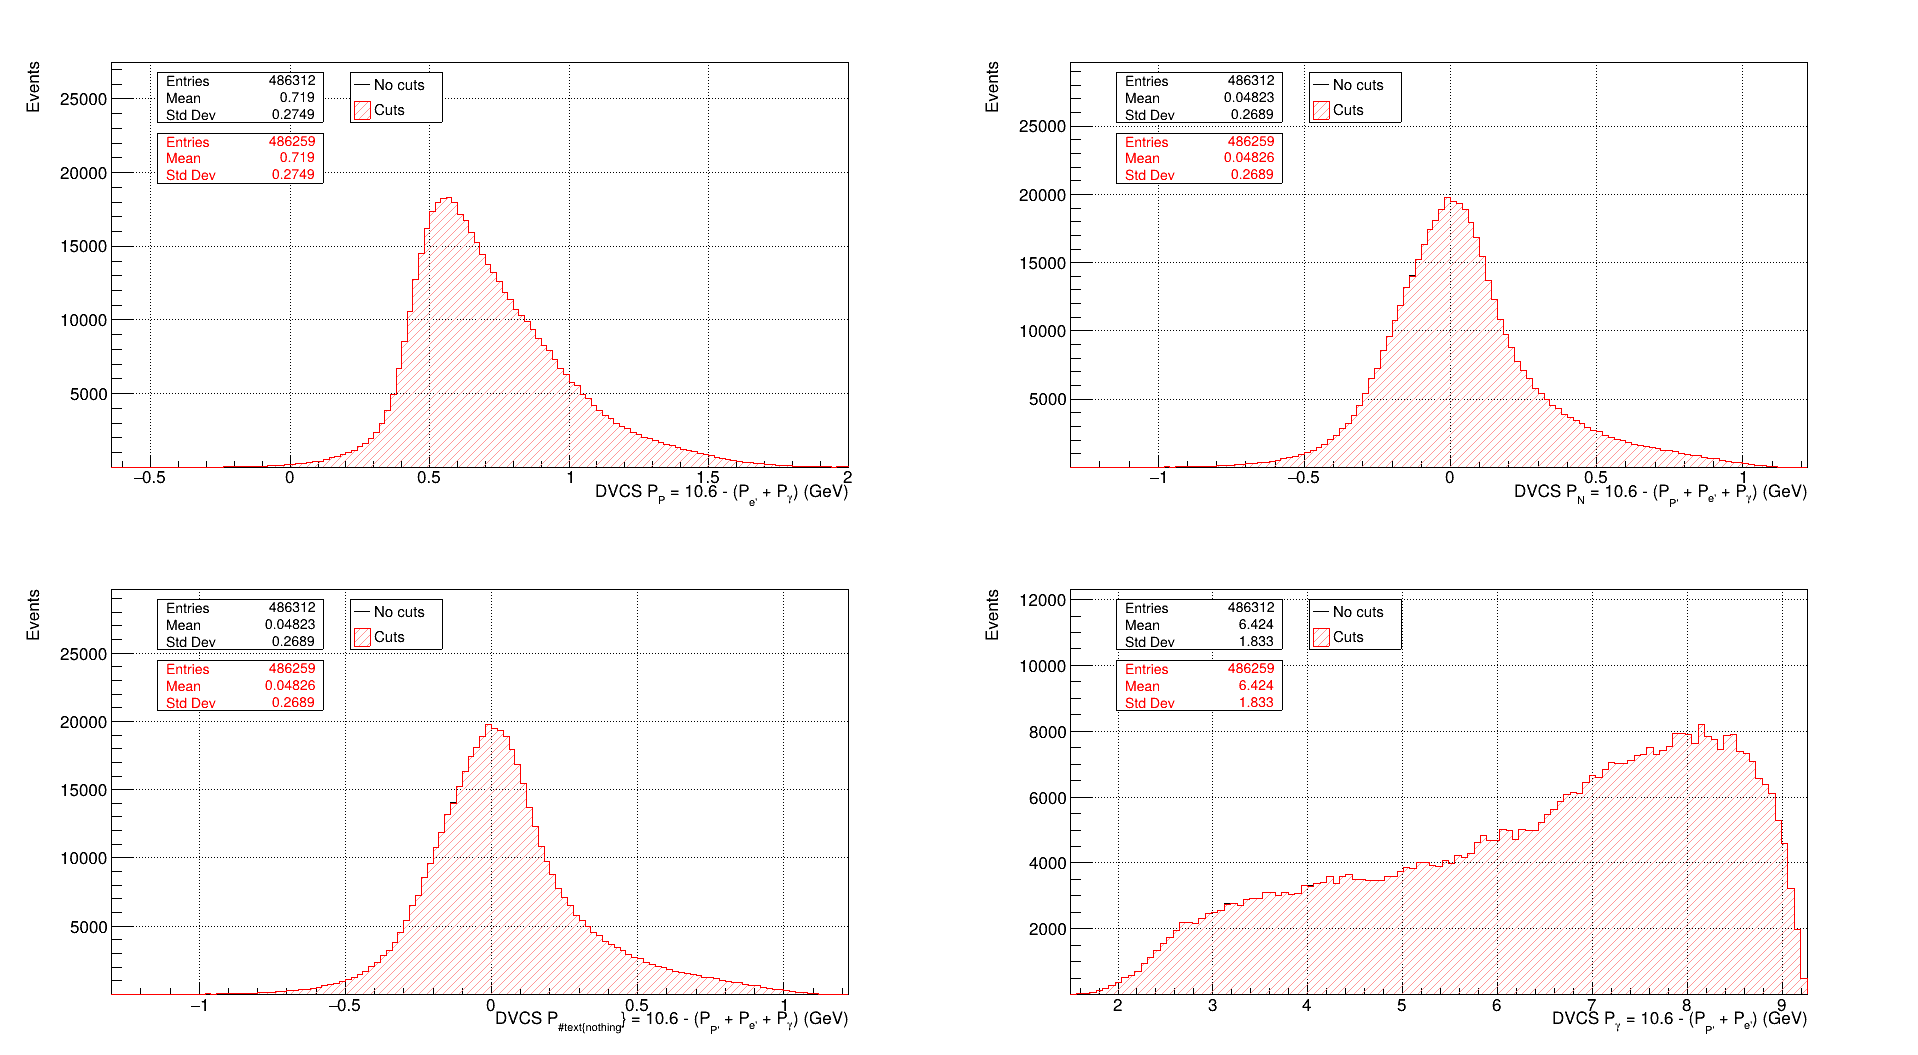 Events
Entries 486312
Mean 0.719
Std Dev 0.2749
Entries 486259
Mean 0.719
Std Dev 0.2749
No cuts
Cuts
25000
20000
15000
10000
5000
−0.5 0 0.5 1 1.5 2
DVCS P_P = 10.6 - (P_e' + P_γ) (GeV)
Events
Entries 486312
Mean 0.04823
Std Dev 0.2689
Entries 486259
Mean 0.04826
Std Dev 0.2689
No cuts
Cuts
25000
20000
15000
10000
5000
−1 −0.5 0 0.5 1
DVCS P_N = 10.6 - (P_P' + P_e' + P_γ) (GeV)
Events
Entries 486312
Mean 0.04823
Std Dev 0.2689
Entries 486259
Mean 0.04826
Std Dev 0.2689
No cuts
Cuts
25000
20000
15000
10000
5000
−1 −0.5 0 0.5 1
DVCS P_#text{nothing} = 10.6 - (P_P' + P_e' + P_γ) (GeV)
Events
Entries 486312
Mean 6.424
Std Dev 1.833
Entries 486259
Mean 6.424
Std Dev 1.833
No cuts
Cuts
12000
10000
8000
6000
4000
2000
2 3 4 5 6 7 8 9
DVCS P_γ = 10.6 - (P_P' + P_e') (GeV)